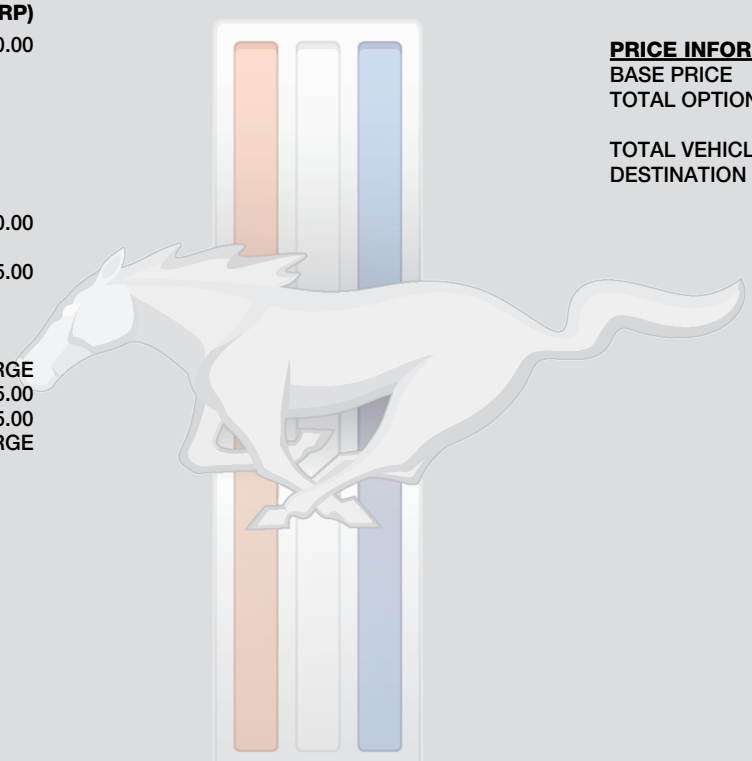 RP)
0.00
0.00
5.00
RGE
5.00
5.00
RGE
PRICE INFOR
BASE PRICE
TOTAL OPTION
TOTAL VEHICL
DESTINATION